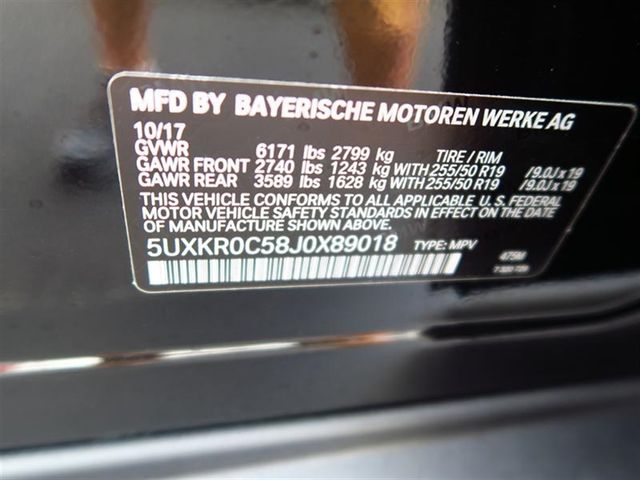 MFD BY BAYERISCHE MOTOREN WERKE AG
10/17
GVWR 6171 lbs 2799 kg TIRE / RIM
GAWR FRONT 2740 lbs 1243 kg WITH 255/50 R19 /9.0J x 19
GAWR REAR 3589 lbs 1628 kg WITH 255/50 R19 /9.0J x 19
THIS VEHICLE CONFORMS TO ALL APPLICABLE U. S. FEDERAL
MOTOR VEHICLE SAFETY STANDARDS IN EFFECT ON THE DATE
OF MANUFACTURE SHOWN ABOVE.
5UXKR0C58J0X89018 TYPE: MPV
475M